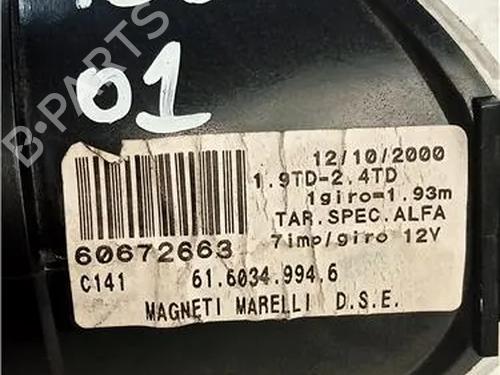 01
B-PARTS
12/10/2000
1.9TD-2.4TD
1giro=1.93m
TAR.SPEC.ALFA
7imp/giro 12V
60672663
C141 61.6034.994.6
MAGNETI MARELLI D.S.E.